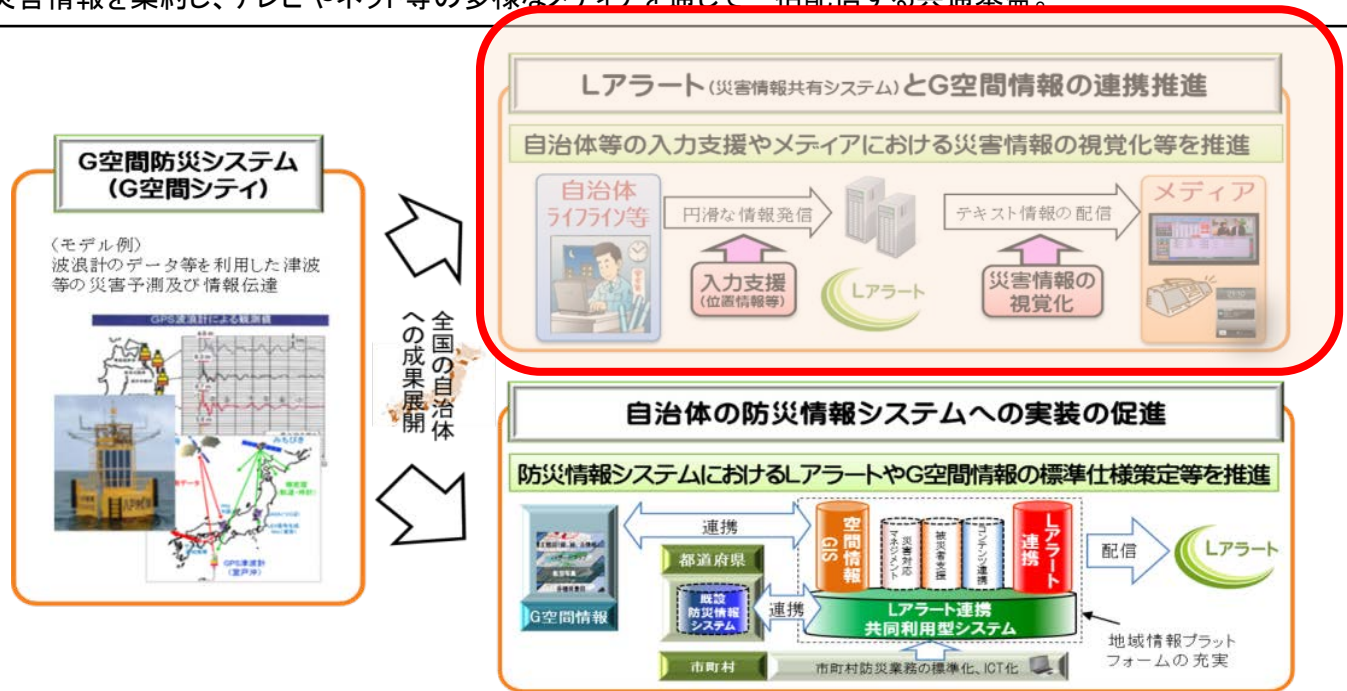 災害情報を集約し、テレビやネット等の多様なメディアを通じて一括配信する共通基盤。
G空間防災システム
(G空間シティ)
〈モデル例〉
波浪計のデータ等を利用した津波
等の災害予測及び情報伝達
GPS波浪計による観測値
みちびき
GPS津波計
(室戸沖)
全国の自治体
への成果展開
Lアラート(災害情報共有システム)とG空間情報の連携推進
自治体等の入力支援やメディアにおける災害情報の視覚化等を推進
自治体
ライフライン等
円滑な情報発信
入力支援
(位置情報等)
Lアラート
テキスト情報の配信
災害情報の
視覚化
メディア
自治体の防災情報システムへの実装の促進
防災情報システムにおけるLアラートやG空間情報の標準仕様策定等を推進
G空間情報
連携
都道府県
既設
防災情報
システム
連携
市町村
空間情報
GIS
災害対応
マネジメント
被災者支援
コンテンツ連携
Lアラート
連携
Lアラート連携
共同利用型システム
市町村防災業務の標準化、ICT化
配信
Lアラート
地域情報プラット
フォームの充実